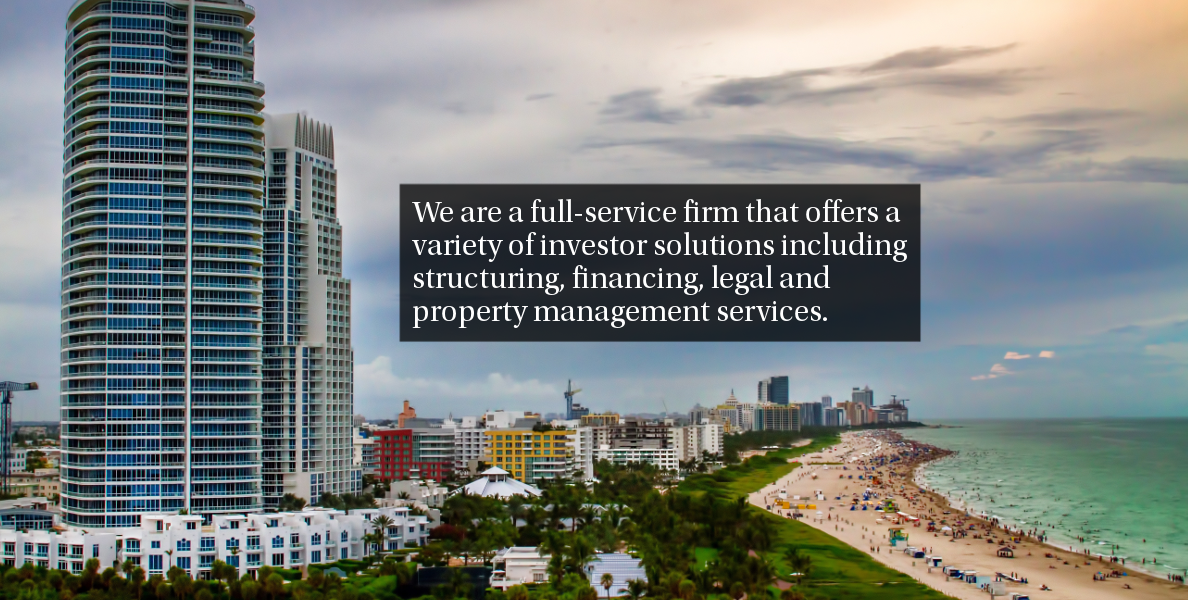 We are a full-service firm that offers a
variety of investor solutions including
structuring, financing, legal and
property management services.